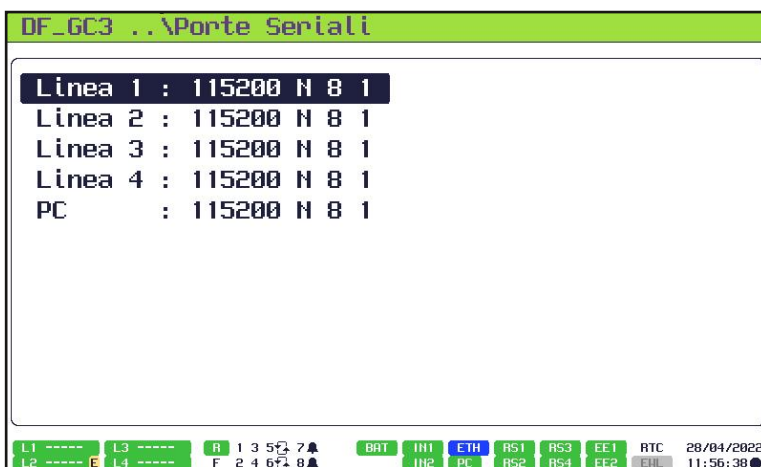 DF_GC3 ..\Porte Seriali
Linea 1 : 115200 N 8 1
Linea 2 : 115200 N 8 1
Linea 3 : 115200 N 8 1
Linea 4 : 115200 N 8 1
PC : 115200 N 8 1
L1 ----- L3 ----- R 1 3 5 7 BAT IN1 ETH RS1 RS3 EE1 RTC 28/04/2022
L2 ----- E L4 ----- F 2 4 6 8 IN2 PC RS2 RS4 EE2 EHL 11:56:38